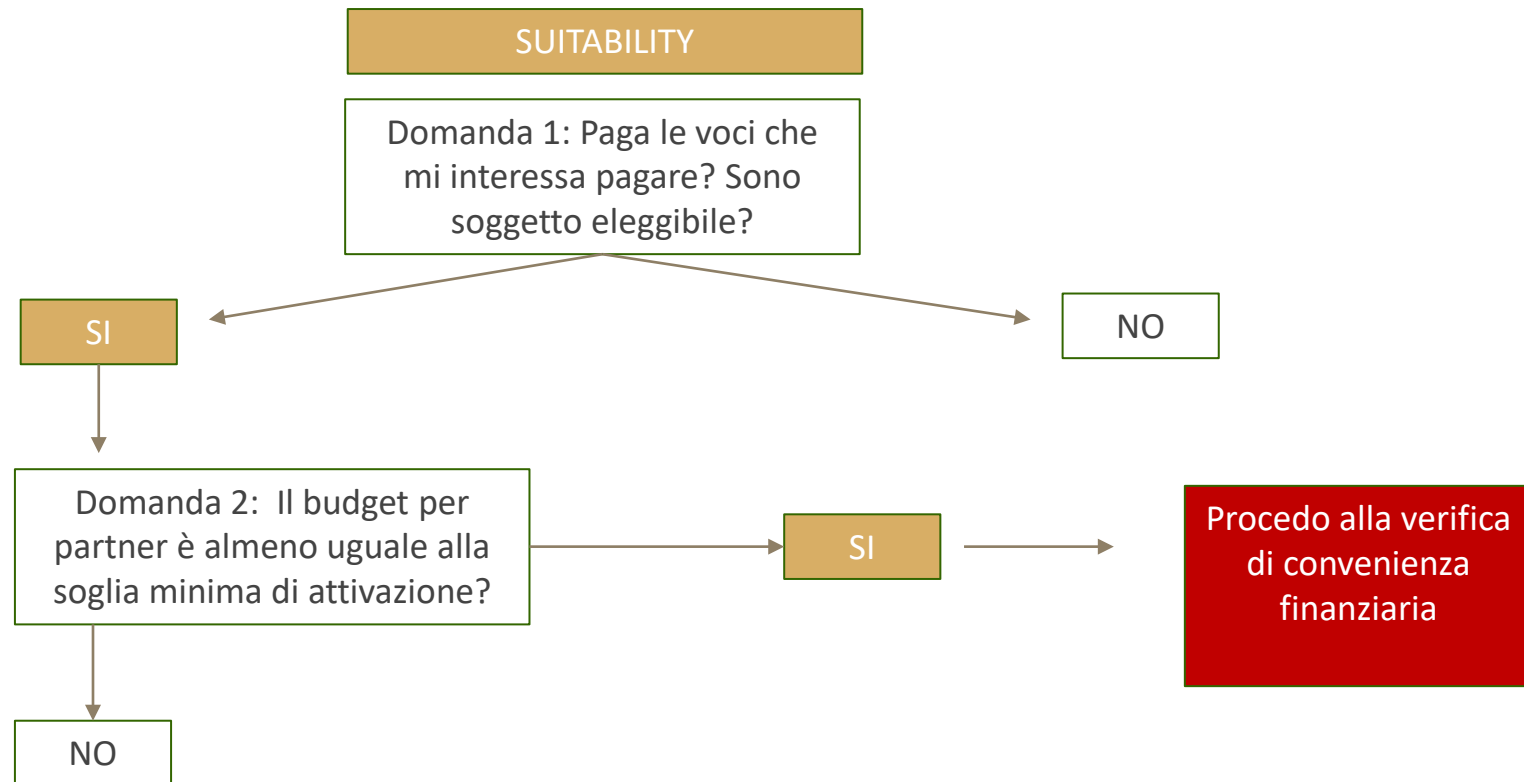 SUITABILITY
Domanda 1: Paga le voci che
mi interessa pagare? Sono
soggetto eleggibile?
SI
NO
Domanda 2:  Il budget per
partner è almeno uguale alla
soglia minima di attivazione?
SI
Procedo alla verifica
di convenienza
finanziaria
NO